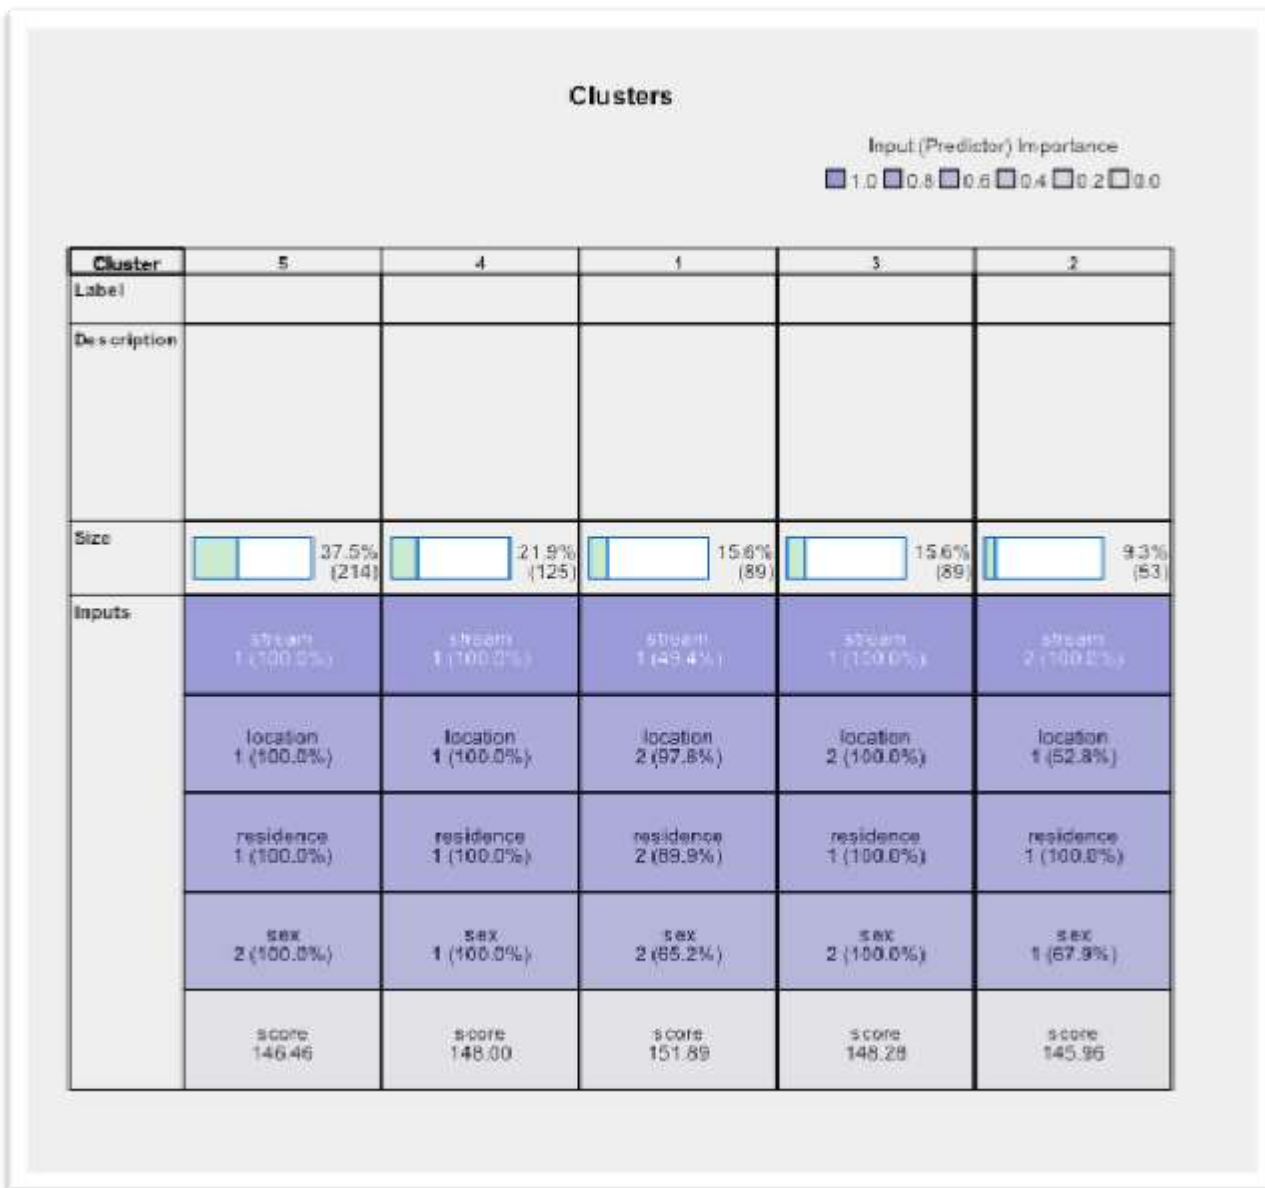 Clusters
Input (Predictor) Importance
1.0 0.8 0.6 0.4 0.2 0.0
Cluster 5 4 1 3 2
Label
Description
Size
37.5% 21.9% 15.6% 15.6% 9.3%
(214) (125) (89) (89) (53)
Inputs
stream stream stream stream stream
1 (100.0%) 1 (100.0%) 1 (49.4%) 1 (100.0%) 2 (100.0%)
location location location location location
1 (100.0%) 1 (100.0%) 2 (97.8%) 2 (100.0%) 1 (52.8%)
residence residence residence residence residence
1 (100.0%) 1 (100.0%) 2 (89.9%) 1 (100.0%) 1 (100.0%)
sex sex sex sex sex
2 (100.0%) 1 (100.0%) 2 (65.2%) 2 (100.0%) 1 (67.9%)
score score score score score
146.46 148.00 151.89 148.28 145.96